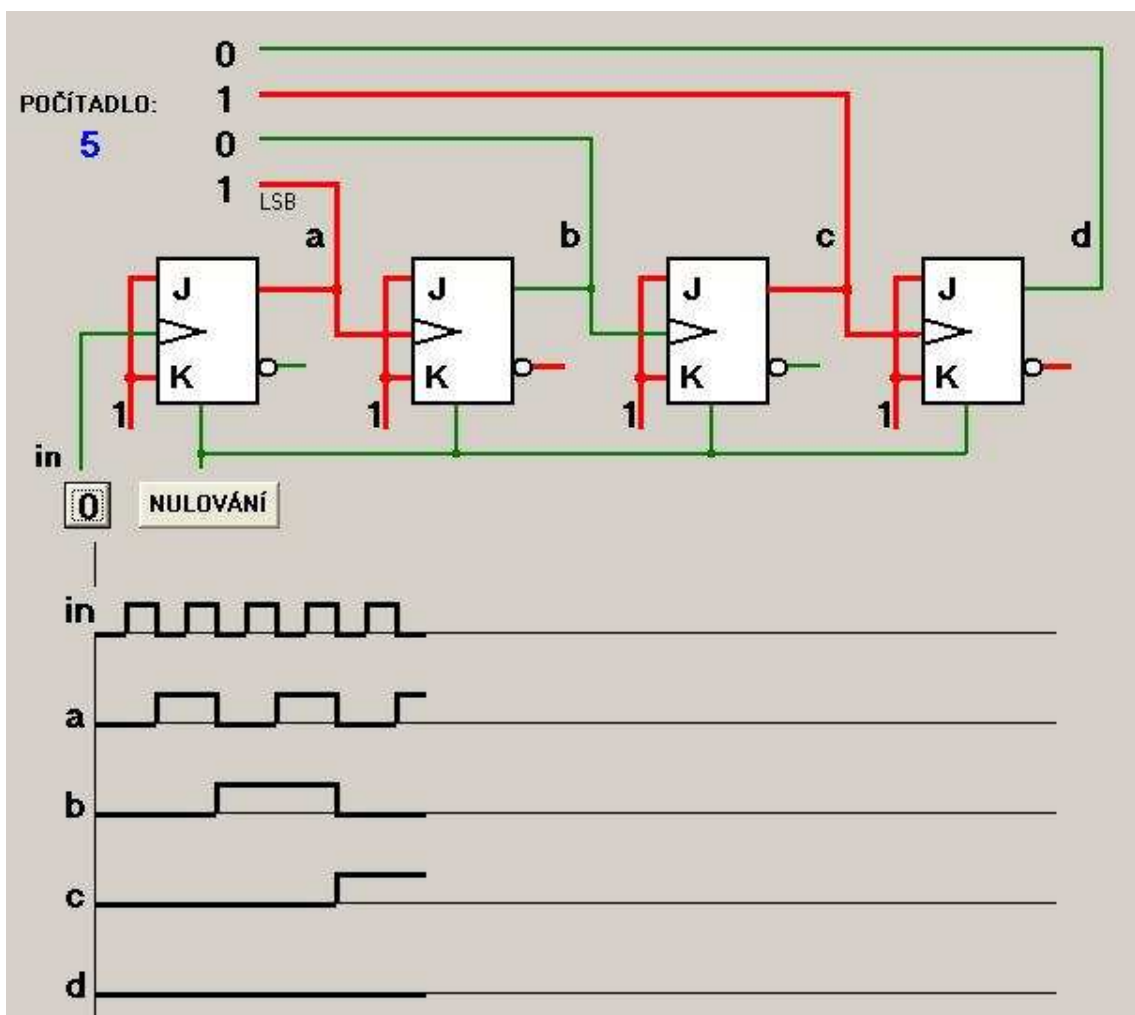 0
POČÍTADLO: 1
5 0
1 LSB
a b c d
J J J J
K K K K
1 1 1 1
in
0 NULOVÁNÍ
in
a
b
c
d